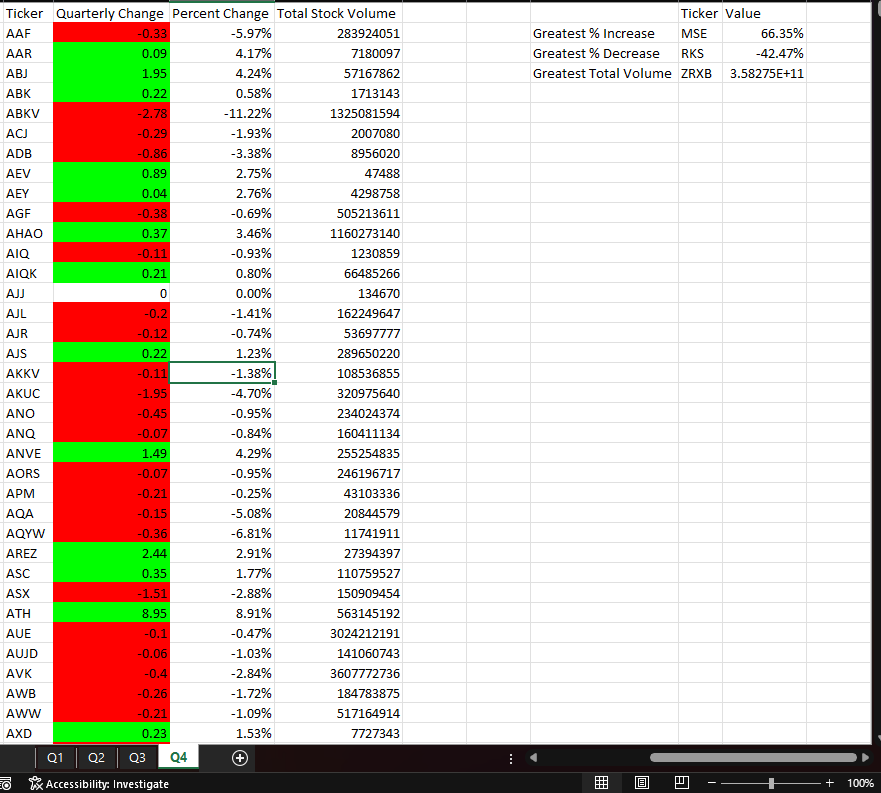 Ticker Quarterly Change Percent Change Total Stock Volume Ticker Value
AAF -0.33 -5.97% 283924051 Greatest % Increase MSE 66.35%
AAR 0.09 4.17% 7180097 Greatest % Decrease RKS -42.47%
ABJ 1.95 4.24% 57167862 Greatest Total Volume ZRXB 3.58275E+11
ABK 0.22 0.58% 1713143
ABKV -2.78 -11.22% 1325081594
ACJ -0.29 -1.93% 2007080
ADB -0.86 -3.38% 8956020
AEV 0.89 2.75% 47488
AEY 0.04 2.76% 4298758
AGF -0.38 -0.69% 505213611
AHAO 0.37 3.46% 1160273140
AIQ -0.11 -0.93% 1230859
AIQK 0.21 0.80% 66485266
AJJ 0 0.00% 134670
AJL -0.2 -1.41% 162249647
AJR -0.12 -0.74% 53697777
AJS 0.22 1.23% 289650220
AKKV -0.11 -1.38% 108536855
AKUC -1.95 -4.70% 320975640
ANO -0.45 -0.95% 234024374
ANQ -0.07 -0.84% 160411134
ANVE 1.49 4.29% 255254835
AORS -0.07 -0.95% 246196717
APM -0.21 -0.25% 43103336
AQA -0.15 -5.08% 20844579
AQYW -0.36 -6.81% 11741911
AREZ 2.44 2.91% 27394397
ASC 0.35 1.77% 110759527
ASX -1.51 -2.88% 150909454
ATH 8.95 8.91% 563145192
AUE -0.1 -0.47% 3024212191
AUJD -0.06 -1.03% 141060743
AVK -0.4 -2.84% 3607772736
AWB -0.26 -1.72% 184783875
AWW -0.21 -1.09% 517164914
AXD 0.23 1.53% 7727343
Q1 Q2 Q3 Q4
Accessibility: Investigate 100%